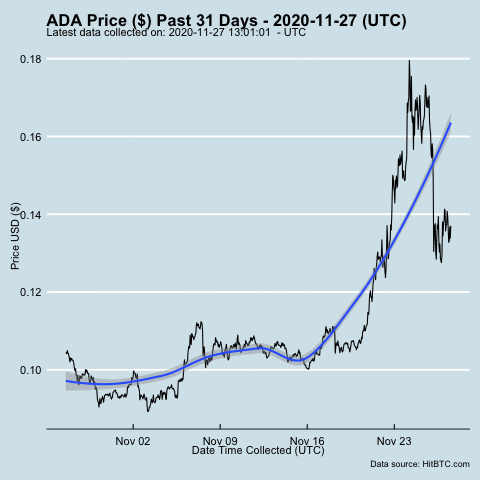 ADA Price ($) Past 31 Days - 2020-11-27 (UTC)
Latest data collected on: 2020-11-27 13:01:01  - UTC
0.18
0.16
0.14
0.12
0.10
Price USD ($)
Nov 02
Nov 09
Nov 16
Nov 23
Date Time Collected (UTC)
Data source: HitBTC.com